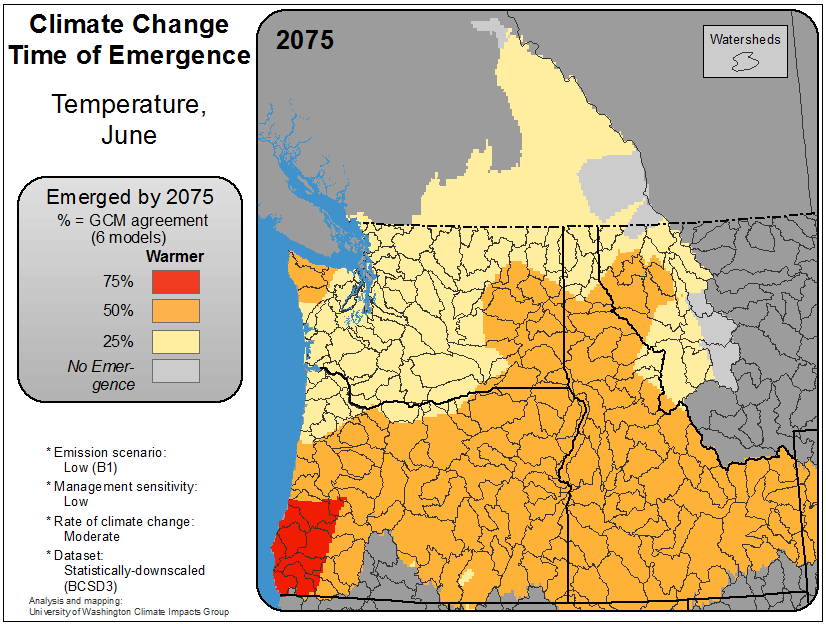 Climate Change
Time of Emergence
Temperature,
June
Emerged by 2075
% = GCM agreement
(6 models)
Warmer
75%
50%
25%
No Emer-
gence
* Emission scenario:
Low (B1)
* Management sensitivity:
Low
* Rate of climate change:
Moderate
* Dataset:
Statistically-downscaled
(BCSD3)
Analysis and mapping:
University of Washington Climate Impacts Group
2075
Watersheds